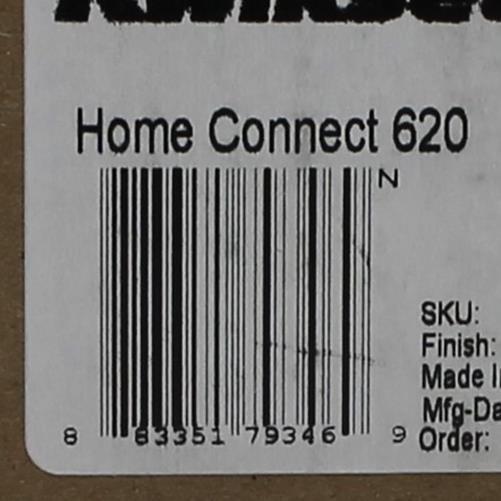 Home Connect 620
N
SKU:
Finish:
Made
Mfg-Da
Order:
8 83351 79346 9